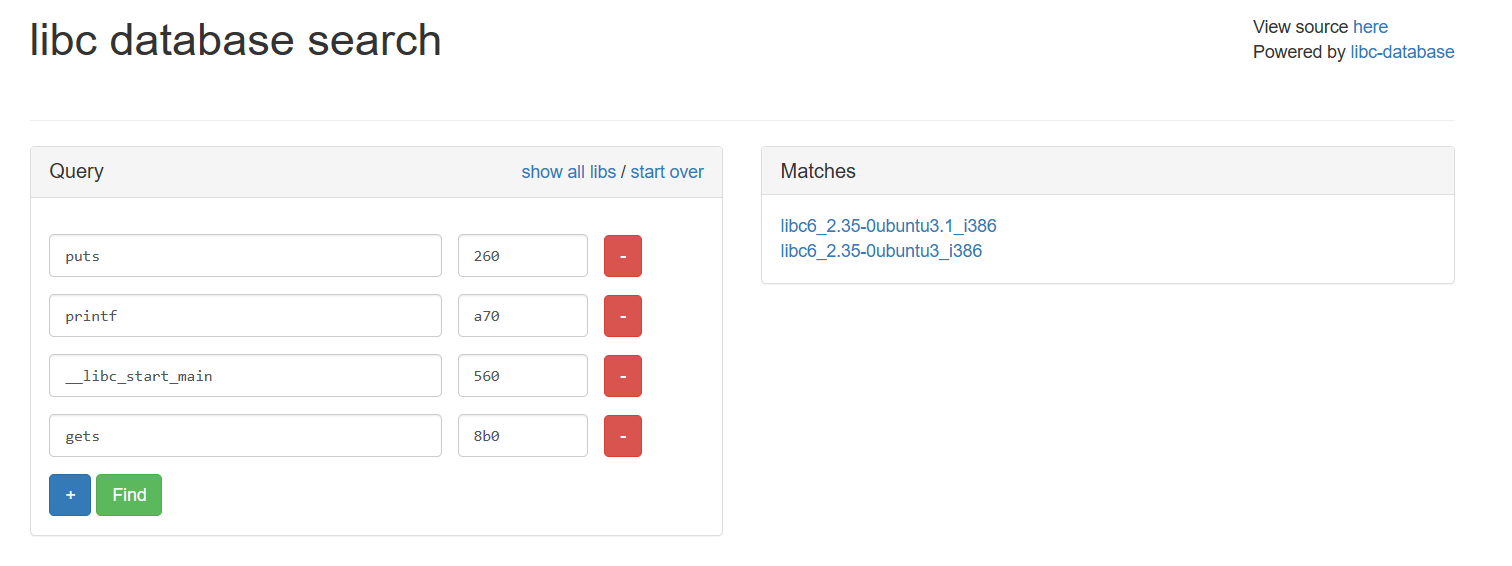 libc database search
View source here
Powered by libc-database
Query
show all libs / start over
puts
260
-
printf
a70
-
__libc_start_main
560
-
gets
8b0
-
+
Find
Matches
libc6_2.35-0ubuntu3.1_i386
libc6_2.35-0ubuntu3_i386